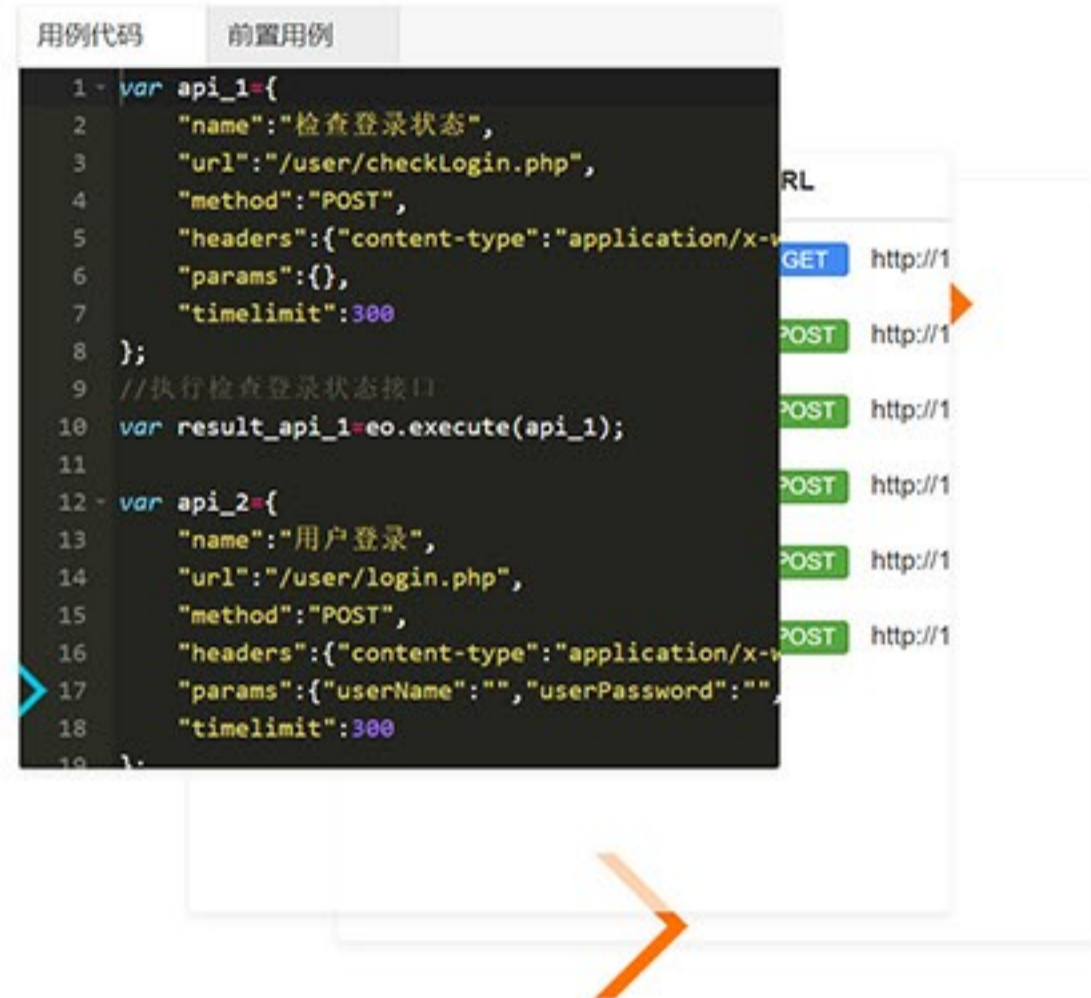 用例代码
前置用例
1 var api_1={
2 "name":"检查登录状态",
3 "url":"/user/checkLogin.php",
4 "method":"POST",
5 "headers":{"content-type":"application/x-w
6 "params":{},
7 "timelimit":300
8 };
9 //执行检查登录状态接口
10 var result_api_1=eo.execute(api_1);
11
12 var api_2={
13 "name":"用户登录",
14 "url":"/user/login.php",
15 "method":"POST",
16 "headers":{"content-type":"application/x-w
17 "params":{"userName":"","userPassword":"",
18 "timelimit":300
19 };
RL
GET http://1
POST http://1
POST http://1
POST http://1
POST http://1
POST http://1